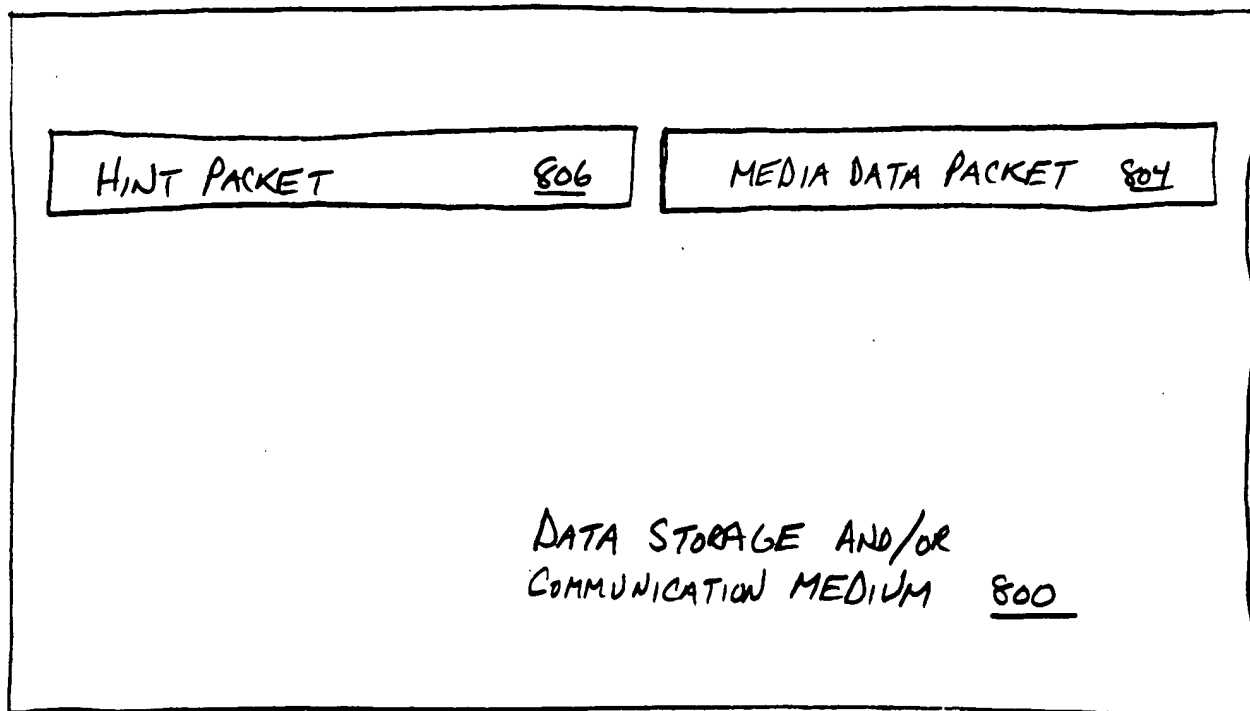 HINT PACKET 806
MEDIA DATA PACKET 804
DATA STORAGE AND/OR
COMMUNICATION MEDIUM 800